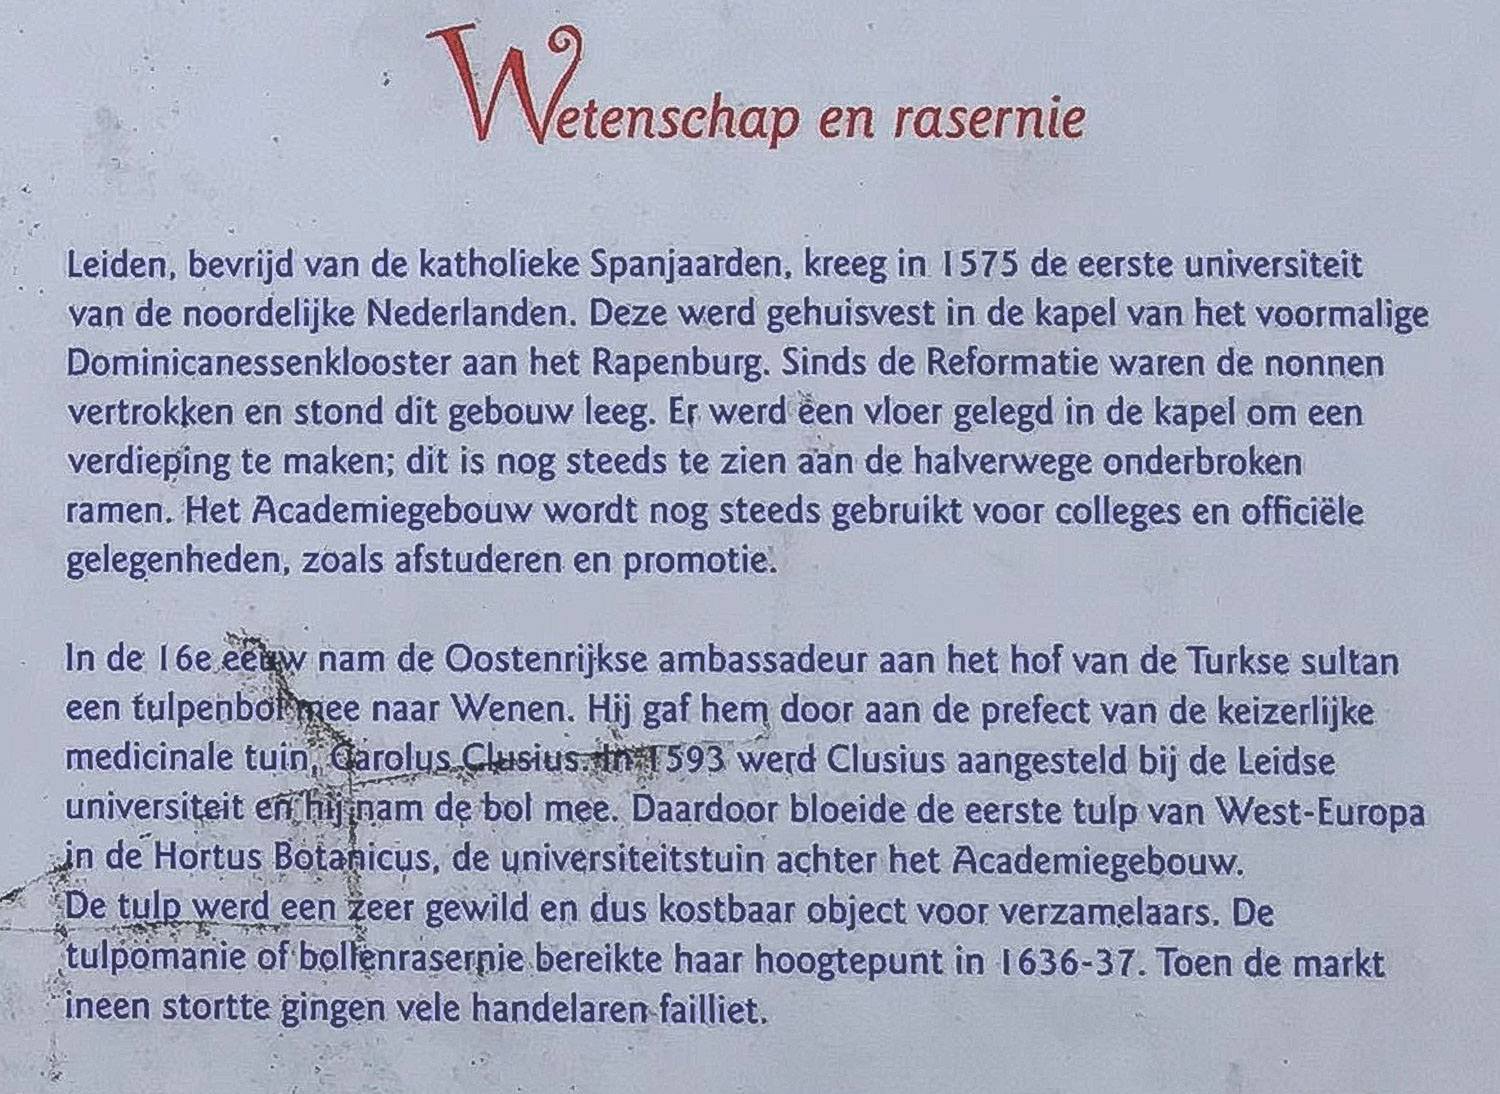 Wetenschap en rasernie
Leiden, bevrijd van de katholieke Spanjaarden, kreeg in 1575 de eerste universiteit
van de noordelijke Nederlanden. Deze werd gehuisvest in de kapel van het voormalige
Dominicanessenklooster aan het Rapenburg. Sinds de Reformatie waren de nonnen
vertrokken en stond dit gebouw leeg. Er werd een vloer gelegd in de kapel om een
verdieping te maken; dit is nog steeds te zien aan de halverwege onderbroken
ramen. Het Academiegebouw wordt nog steeds gebruikt voor colleges en officiële
gelegenheden, zoals afstuderen en promotie.
In de 16e eeuw nam de Oostenrijkse ambassadeur aan het hof van de Turkse sultan
een tulpenbol mee naar Wenen. Hij gaf hem door aan de prefect van de keizerlijke
medicinale tuin, Carolus Clusius. In 1593 werd Clusius aangesteld bij de Leidse
universiteit en hij nam de bol mee. Daardoor bloeide de eerste tulp van West-Europa
in de Hortus Botanicus, de universiteitstuin achter het Academiegebouw.
De tulp werd een zeer gewild en dus kostbaar object voor verzamelaars. De
tulpomanie of bollenrasernie bereikte haar hoogtepunt in 1636-37. Toen de markt
ineen stortte gingen vele handelaren failliet.